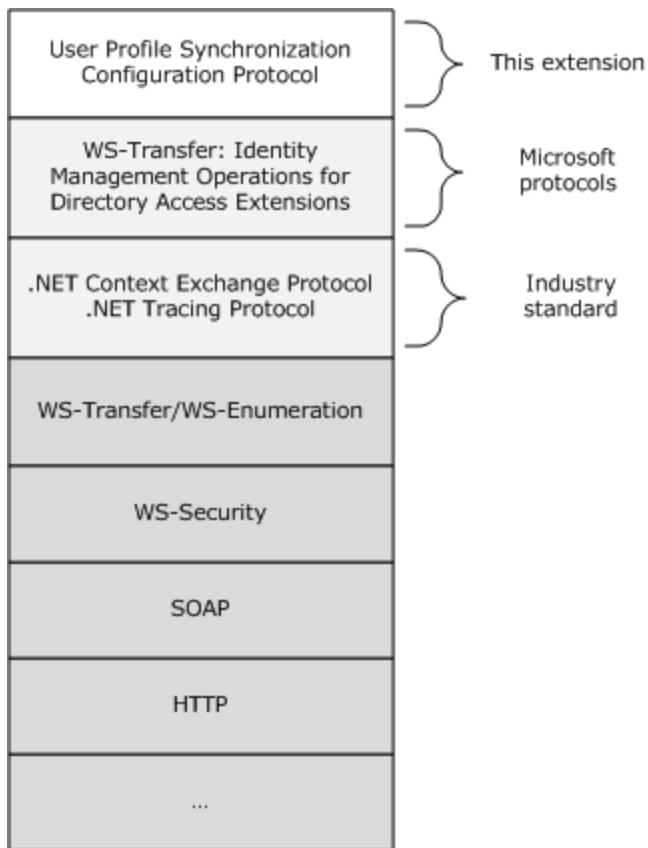 User Profile Synchronization
Configuration Protocol
This extension
WS-Transfer: Identity
Management Operations for
Directory Access Extensions
Microsoft
protocols
.NET Context Exchange Protocol
.NET Tracing Protocol
Industry
standard
WS-Transfer/WS-Enumeration
WS-Security
SOAP
HTTP
...